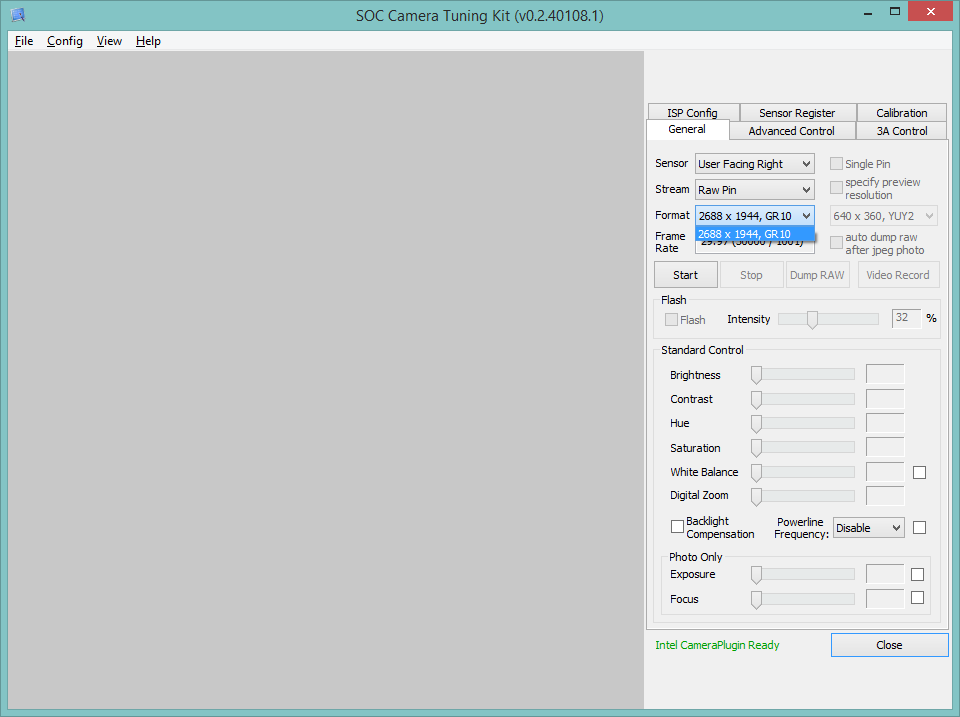 SOC Camera Tuning Kit (v0.2.40108.1)
File Config View Help
ISP Config Sensor Register Calibration
General Advanced Control 3A Control
Sensor User Facing Right Single Pin
Stream Raw Pin specify preview resolution
Format 2688 x 1944, GR10 640 x 360, YUY2
2688 x 1944, GR10
Frame Rate 29.97 (30000 / 1001) auto dump raw after jpeg photo
Start Stop Dump RAW Video Record
Flash
Flash Intensity 32 %
Standard Control
Brightness
Contrast
Hue
Saturation
White Balance
Digital Zoom
Backlight Compensation Powerline Frequency: Disable
Photo Only
Exposure
Focus
Intel CameraPlugin Ready Close